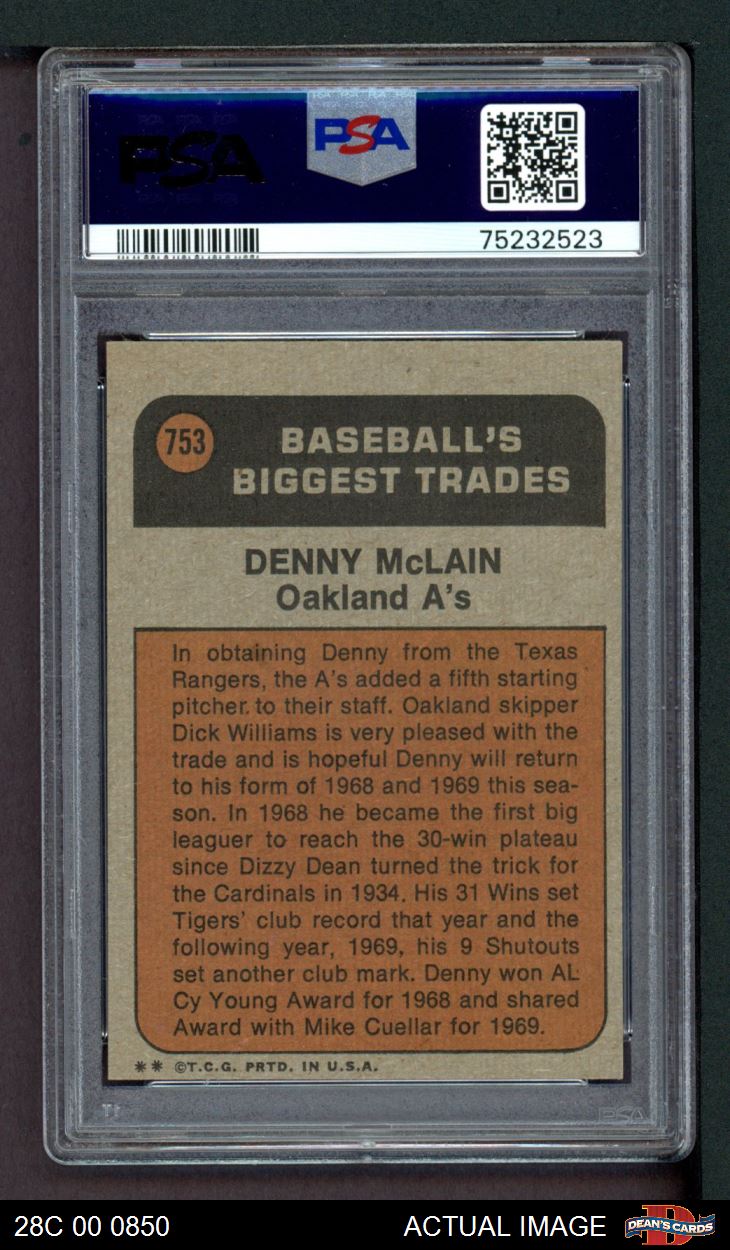 PSA
PSA
75232523
753
BASEBALL'S
BIGGEST TRADES
DENNY McLAIN
Oakland A's
In obtaining Denny from the Texas
Rangers, the A's added a fifth starting
pitcher to their staff. Oakland skipper
Dick Williams is very pleased with the
trade and is hopeful Denny will return
to his form of 1968 and 1969 this sea-
son. In 1968 he became the first big
leaguer to reach the 30-win plateau
since Dizzy Dean turned the trick for
the Cardinals in 1934. His 31 Wins set
Tigers' club record that year and the
following year, 1969, his 9 Shutouts
set another club mark. Denny won AL
Cy Young Award for 1968 and shared
Award with Mike Cuellar for 1969.
** ©T.C.G. PRTD. IN U.S.A.
PSA
28C 00 0850
ACTUAL IMAGE
DEAN'S CARDS